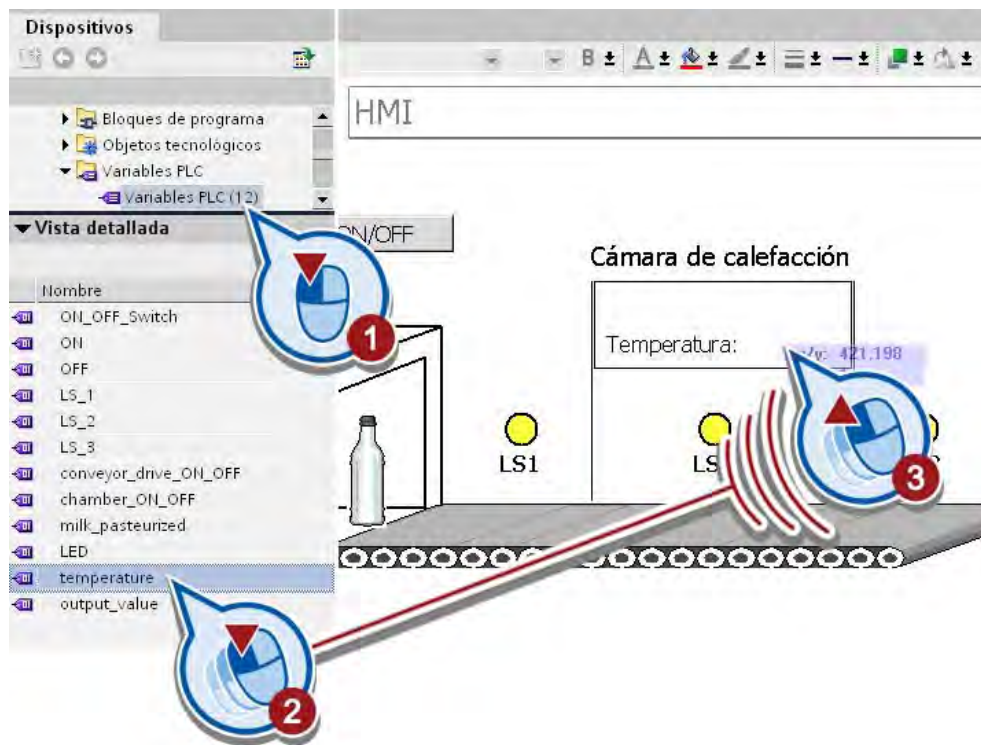 Dispositivos
B A
Bloques de programa
Objetos tecnológicos
Variables PLC
Variables PLC (12)
HMI
Vista detallada
ON/OFF
Nombre
Cámara de calefacción
Temperatura:
421,198
ON_OFF_Switch
ON
OFF
LS_1
LS_2
LS_3
conveyor_drive_ON_OFF
chamber_ON_OFF
milk_pasteurized
LED
temperature
output_value
LS1
LS
1
2
3